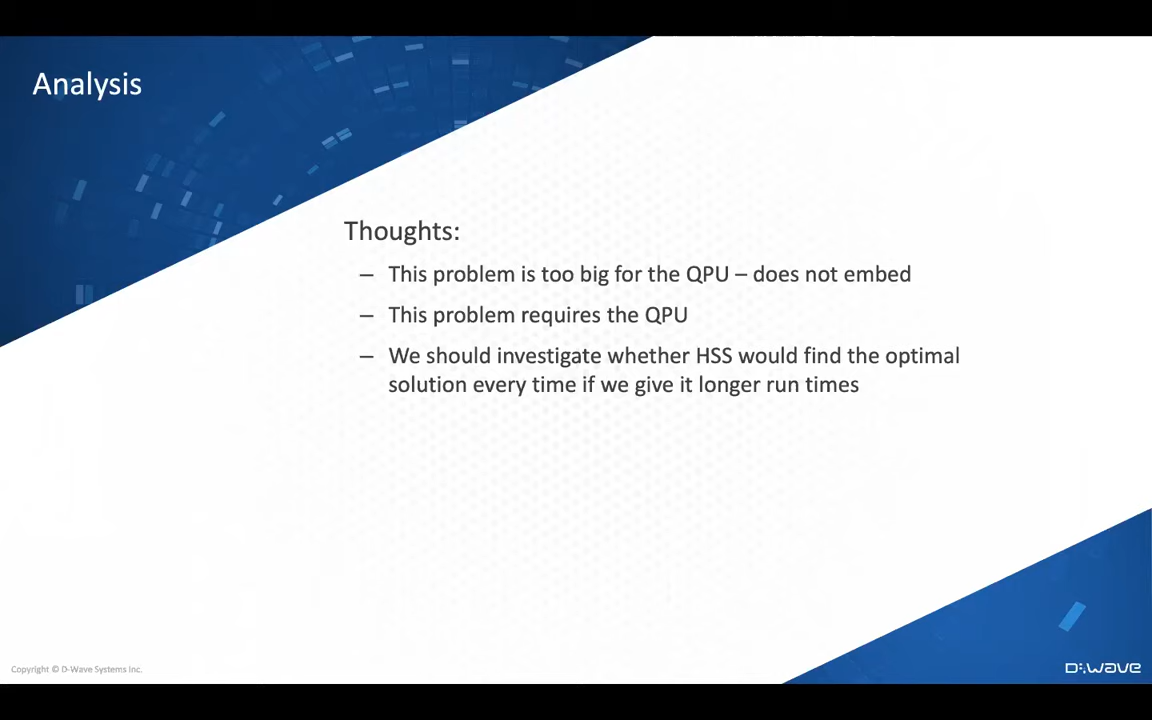 Analysis
Thoughts:
– This problem is too big for the QPU – does not embed
– This problem requires the QPU
– We should investigate whether HSS would find the optimal
solution every time if we give it longer run times
Copyright © D-Wave Systems Inc.
D:wave